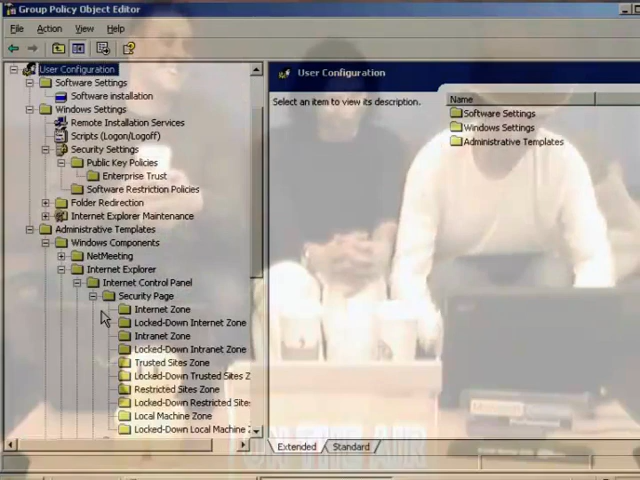 Group Policy Object Editor
File Action View Help
User Configuration
Software Settings
Software installation
Windows Settings
Remote Installation Services
Scripts (Logon/Logoff)
Security Settings
Public Key Policies
Enterprise Trust
Software Restriction Policies
Folder Redirection
Internet Explorer Maintenance
Administrative Templates
Windows Components
NetMeeting
Internet Explorer
Internet Control Panel
Security Page
Internet Zone
Locked-Down Internet Zone
Intranet Zone
Locked-Down Intranet Zone
Trusted Sites Zone
Locked-Down Trusted Sites Z
Restricted Sites Zone
Locked-Down Restricted Sites
Local Machine Zone
Locked-Down Local Machine Z
User Configuration
Select an item to view its description.
Name
Software Settings
Windows Settings
Administrative Templates
Extended Standard